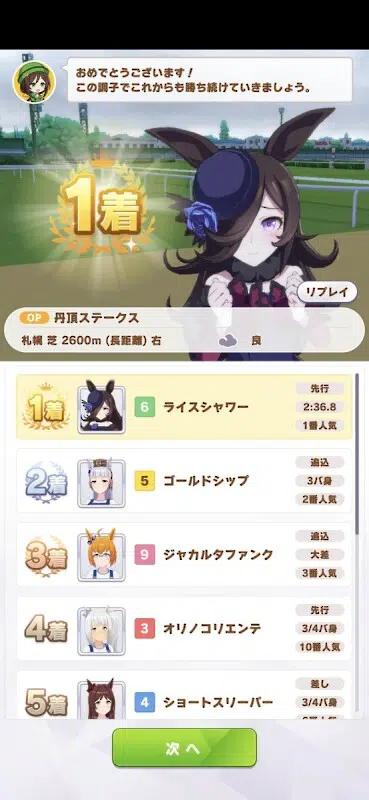 おめでとうございます！
この調子でこれからも勝ち続けていきましょう。
1着
リプレイ
OP 丹頂ステークス
札幌 芝 2600m (長距離) 右 良
1着 6 ライスシャワー 先行 2:36.8 1番人気
2着 5 ゴールドシップ 追込 3バ身 2番人気
3着 9 ジャカルタファンク 追込 大差 3番人気
4着 3 オリノコリエンテ 先行 3/4バ身 10番人気
5着 4 ショートスリーパー 差し 3/4バ身
次へ